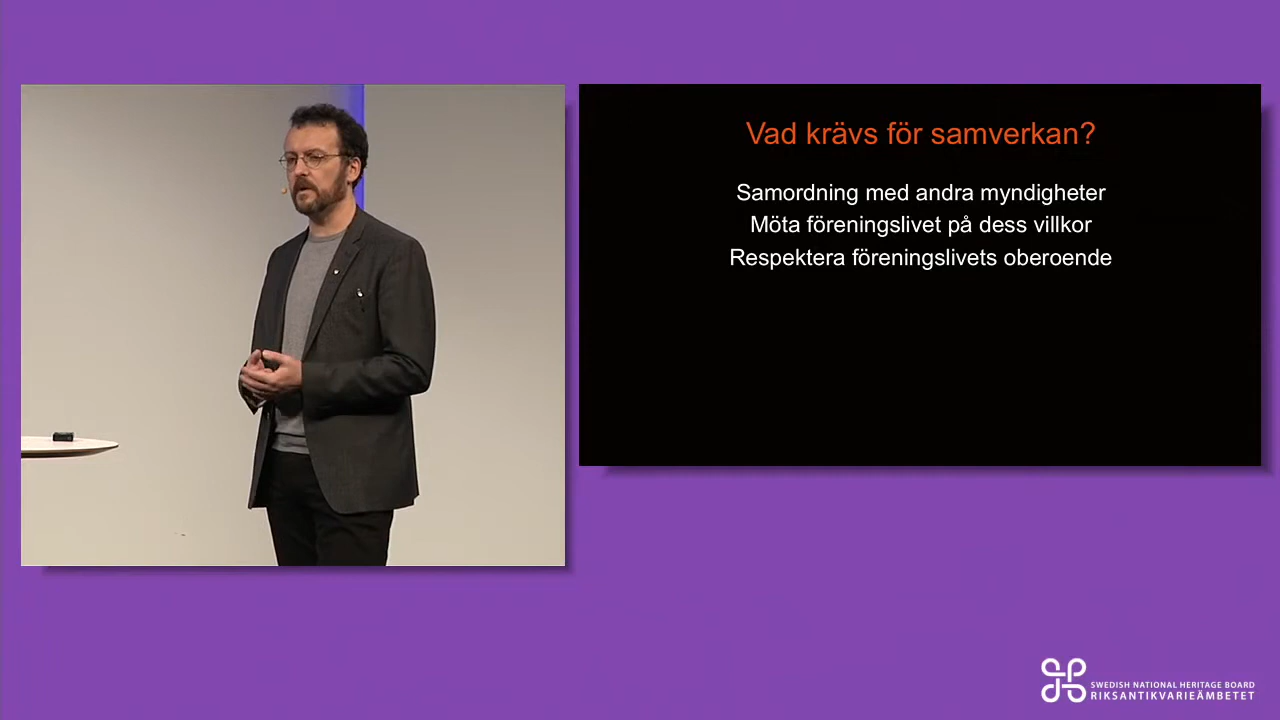 Vad krävs för samverkan?
Samordning med andra myndigheter
Möta föreningslivet på dess villkor
Respektera föreningslivets oberoende
SWEDISH NATIONAL HERITAGE BOARD
RIKSANTIKVARIEÄMBETET